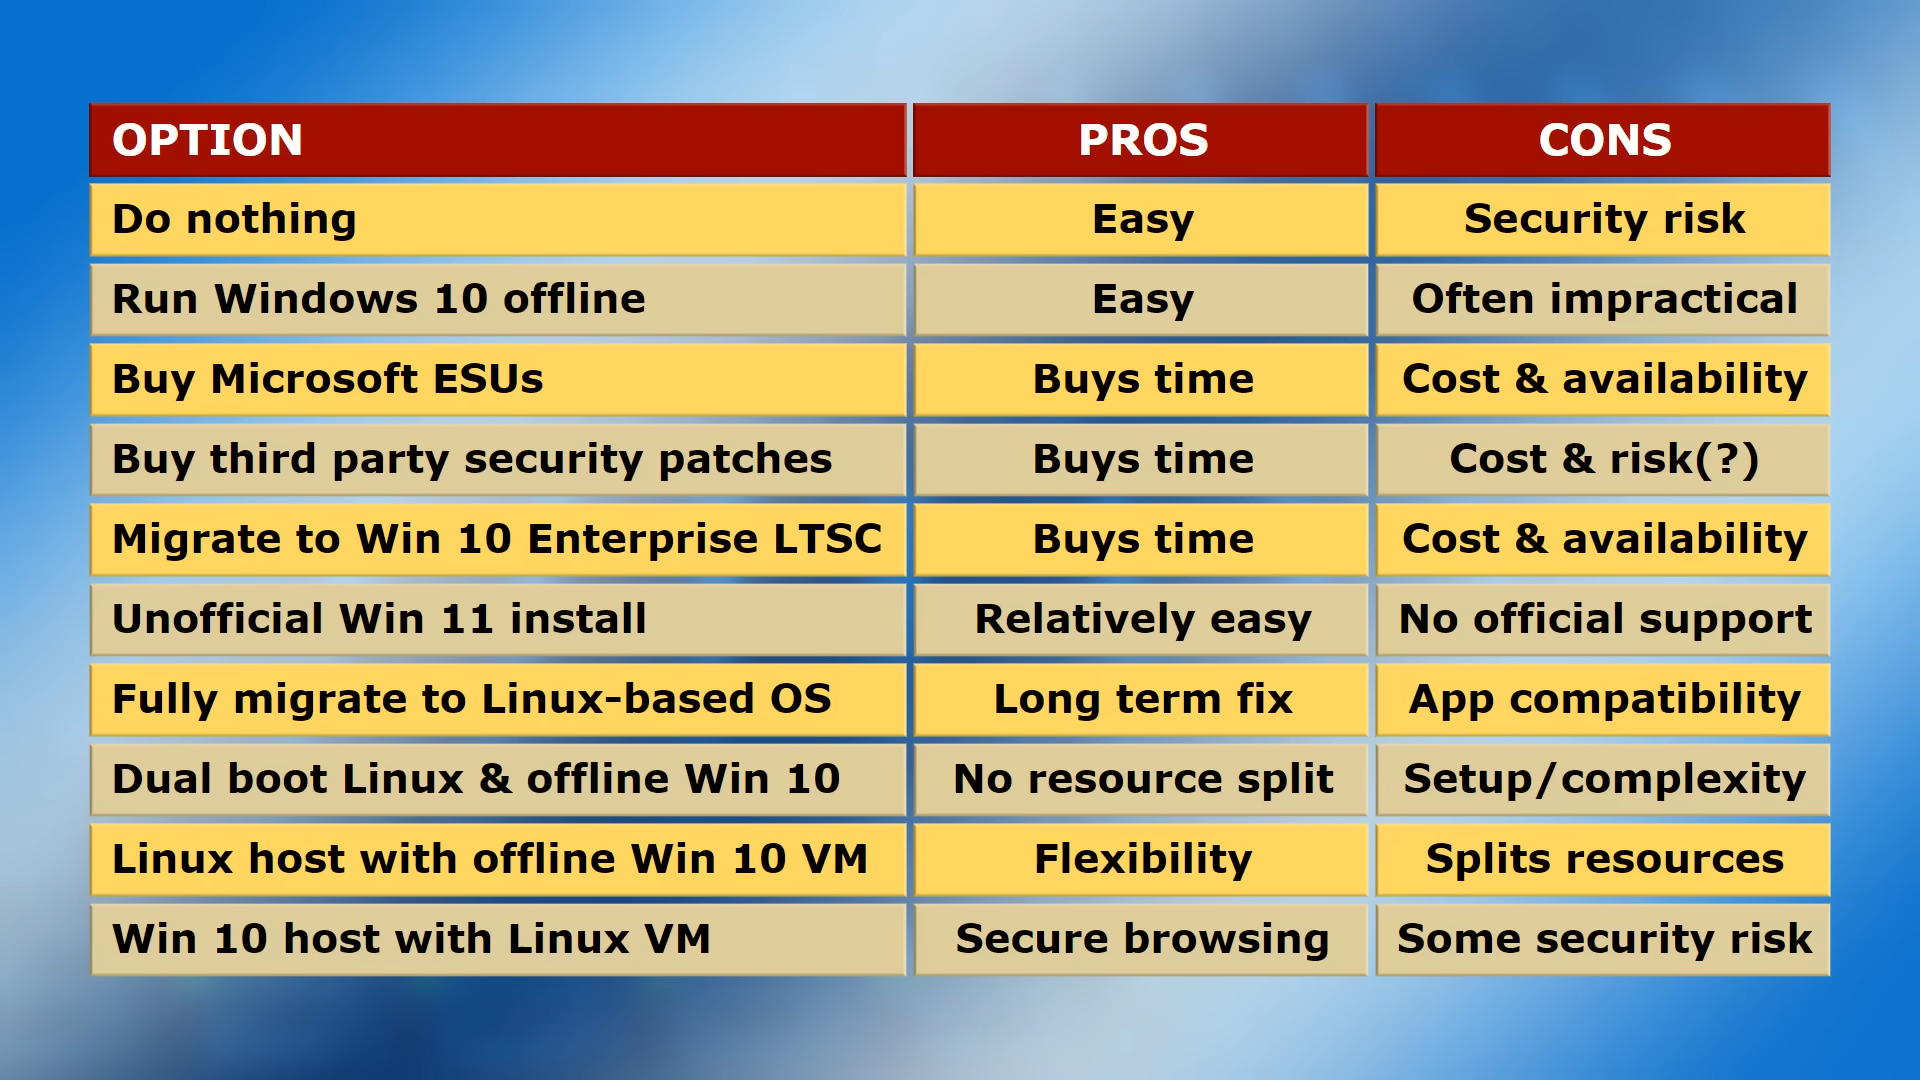 OPTION PROS CONS
Do nothing Easy Security risk
Run Windows 10 offline Easy Often impractical
Buy Microsoft ESUs Buys time Cost & availability
Buy third party security patches Buys time Cost & risk(?)
Migrate to Win 10 Enterprise LTSC Buys time Cost & availability
Unofficial Win 11 install Relatively easy No official support
Fully migrate to Linux-based OS Long term fix App compatibility
Dual boot Linux & offline Win 10 No resource split Setup/complexity
Linux host with offline Win 10 VM Flexibility Splits resources
Win 10 host with Linux VM Secure browsing Some security risk